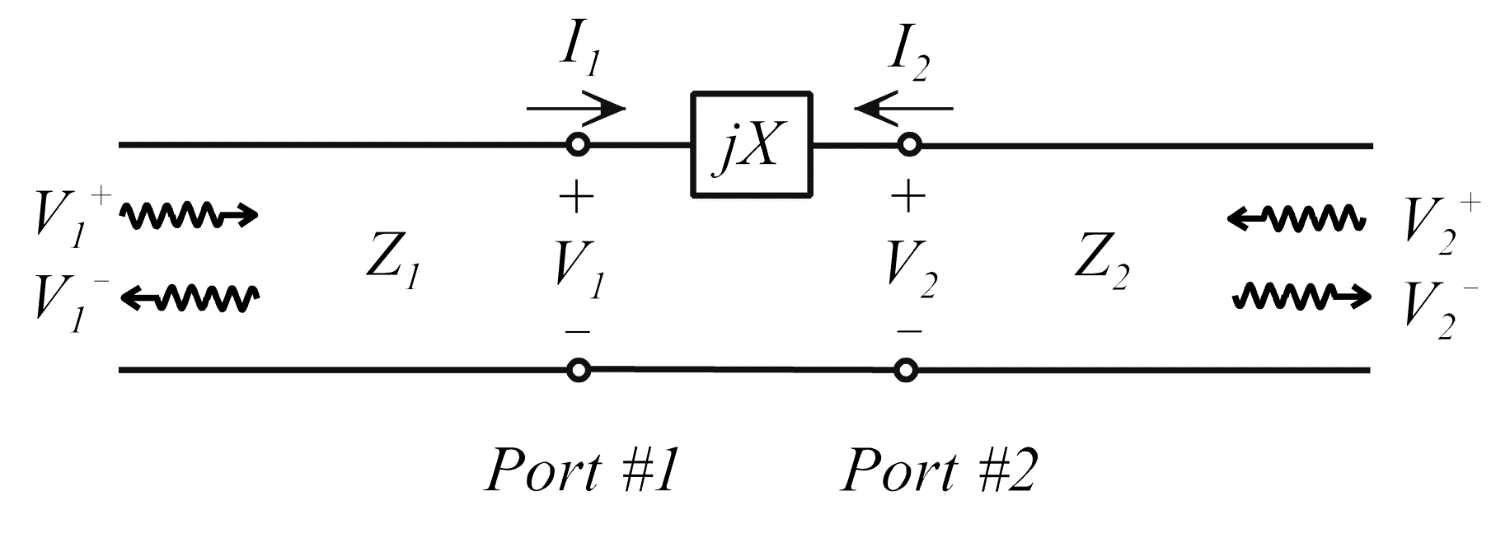 I₁ I₂
jX
V₁⁺ + + V₂⁺
Z₁ V₁ V₂ Z₂
V₁⁻ − − V₂⁻
Port #1 Port #2